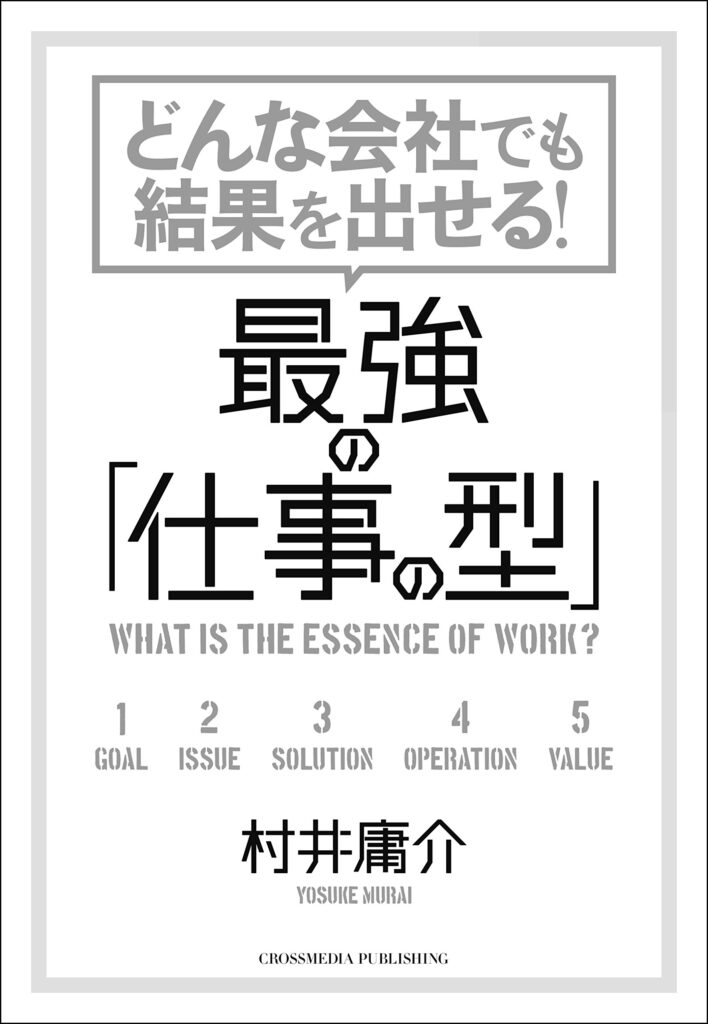 どんな会社でも
結果を出せる!
最強
の
「仕事の型」
WHAT IS THE ESSENCE OF WORK?
1 2 3 4 5
GOAL ISSUE SOLUTION OPERATION VALUE
村井庸介
YOSUKE MURAI
CROSSMEDIA PUBLISHING